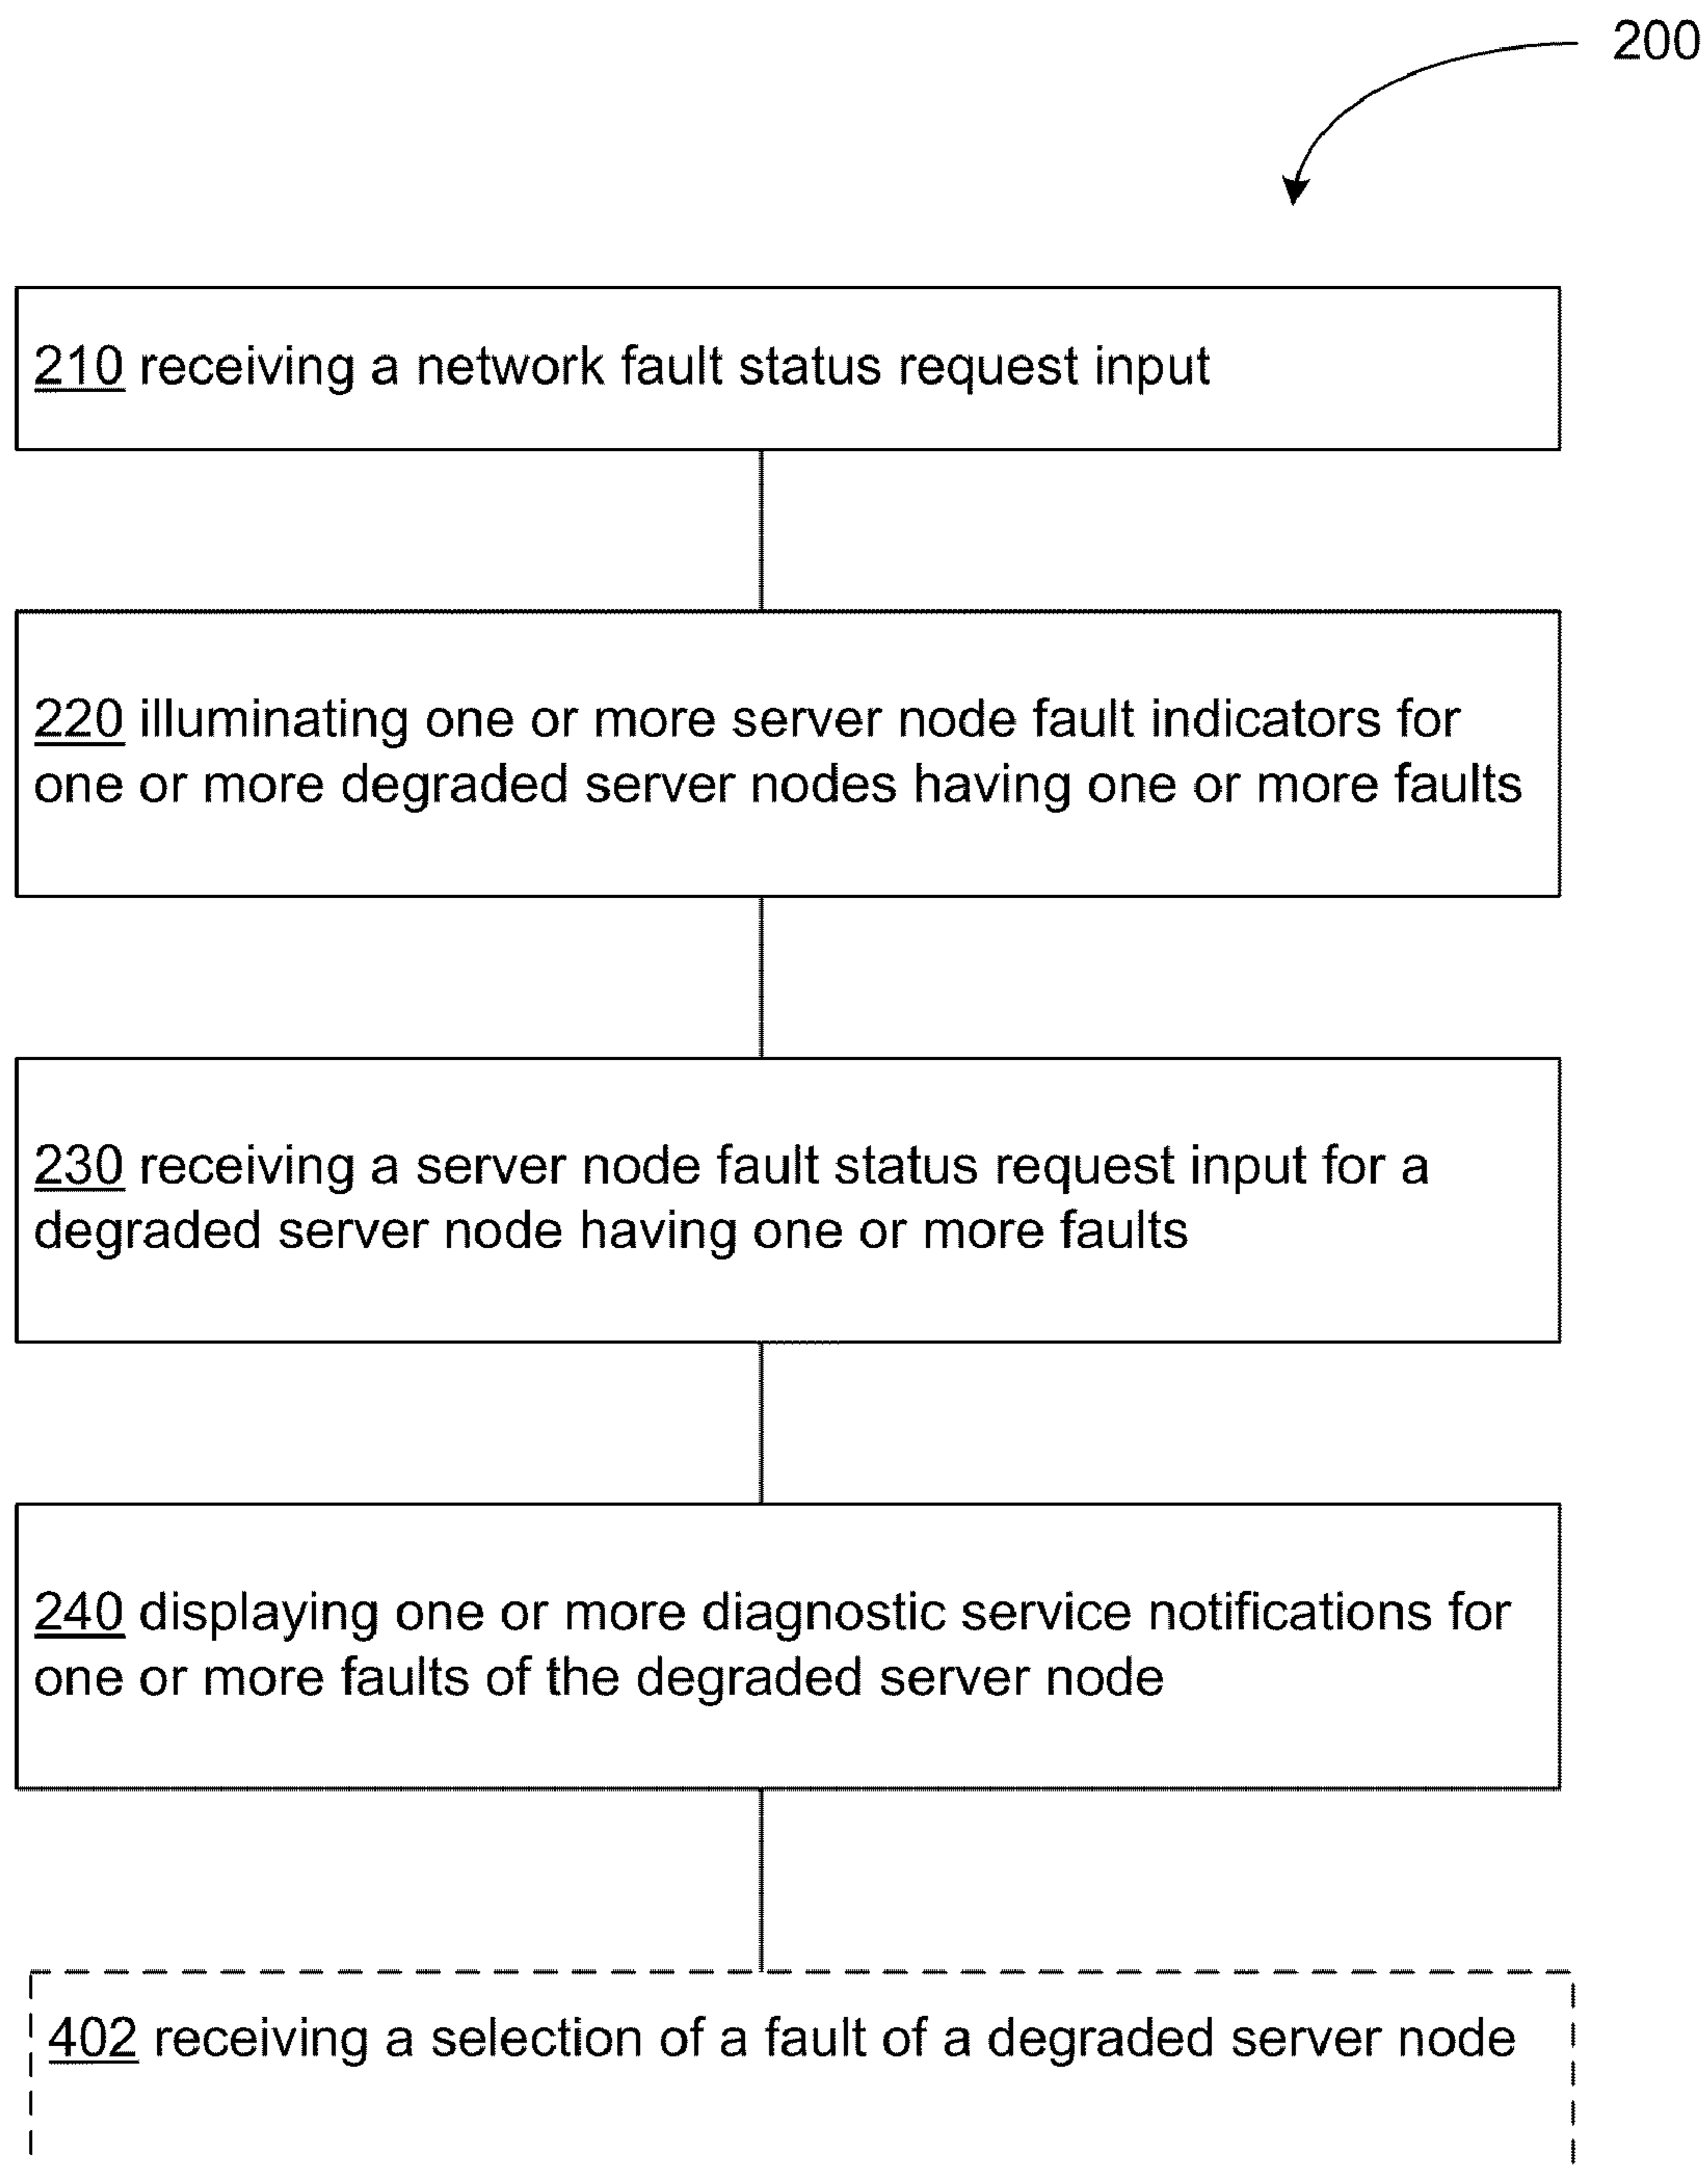 200
210 receiving a network fault status request input
220 illuminating one or more server node fault indicators for
one or more degraded server nodes having one or more faults
230 receiving a server node fault status request input for a
degraded server node having one or more faults
240 displaying one or more diagnostic service notifications for
one or more faults of the degraded server node
402 receiving a selection of a fault of a degraded server node